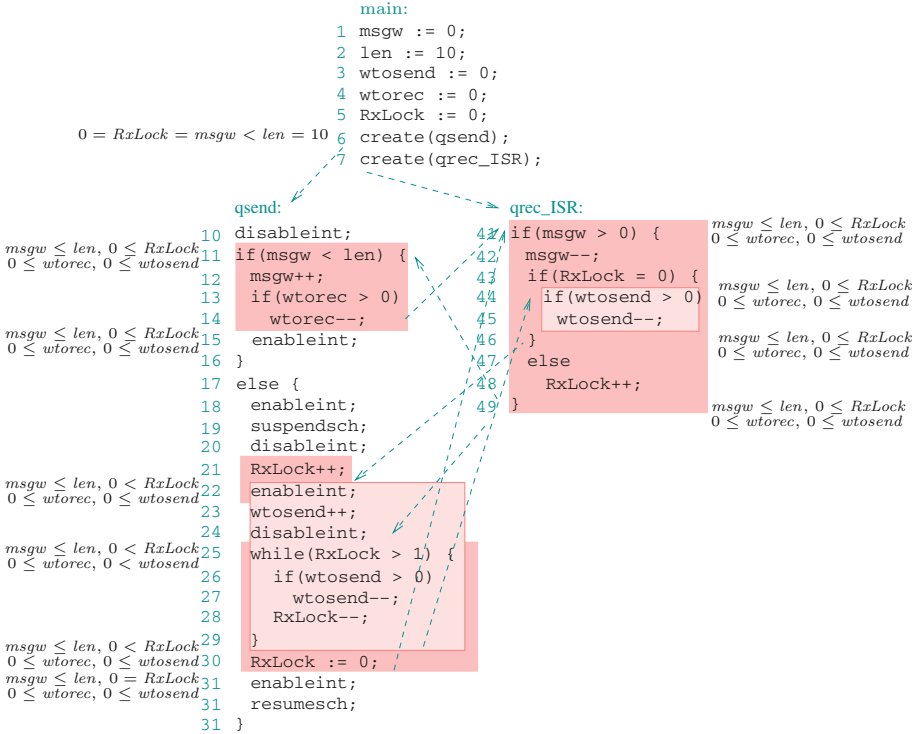 main:
1 msgw := 0;
2 len := 10;
3 wtosend := 0;
4 wtorec := 0;
5 RxLock := 0;
0 = RxLock = msgw < len = 10
6 create(qsend);
7 create(qrec_ISR);
qsend:
10 disableint;
msgw ≤ len, 0 ≤ RxLock
0 ≤ wtorec, 0 ≤ wtosend
11 if(msgw < len) {
12 msgw++;
13 if(wtorec > 0)
14 wtorec--;
msgw ≤ len, 0 ≤ RxLock
0 ≤ wtorec, 0 ≤ wtosend
15 enableint;
16 }
17 else {
18 enableint;
19 suspendsch;
20 disableint;
21 RxLock++;
msgw ≤ len, 0 < RxLock
0 ≤ wtorec, 0 ≤ wtosend
22 enableint;
23 wtosend++;
24 disableint;
msgw ≤ len, 0 < RxLock
0 ≤ wtorec, 0 < wtosend
25 while(RxLock > 1) {
26 if(wtosend > 0)
27 wtosend--;
28 RxLock--;
29 }
msgw ≤ len, 0 < RxLock
0 ≤ wtorec, 0 ≤ wtosend
30 RxLock := 0;
msgw ≤ len, 0 = RxLock
0 ≤ wtorec, 0 ≤ wtosend
31 enableint;
31 resumesch;
31 }
qrec_ISR:
41 if(msgw > 0) {
msgw ≤ len, 0 ≤ RxLock
0 ≤ wtorec, 0 ≤ wtosend
42 msgw--;
43 if(RxLock = 0) {
44 if(wtosend > 0)
msgw ≤ len, 0 ≤ RxLock
0 ≤ wtorec, 0 ≤ wtosend
45 wtosend--;
46 }
msgw ≤ len, 0 ≤ RxLock
0 ≤ wtorec, 0 ≤ wtosend
47 else
48 RxLock++;
49 }
msgw ≤ len, 0 ≤ RxLock
0 ≤ wtorec, 0 ≤ wtosend